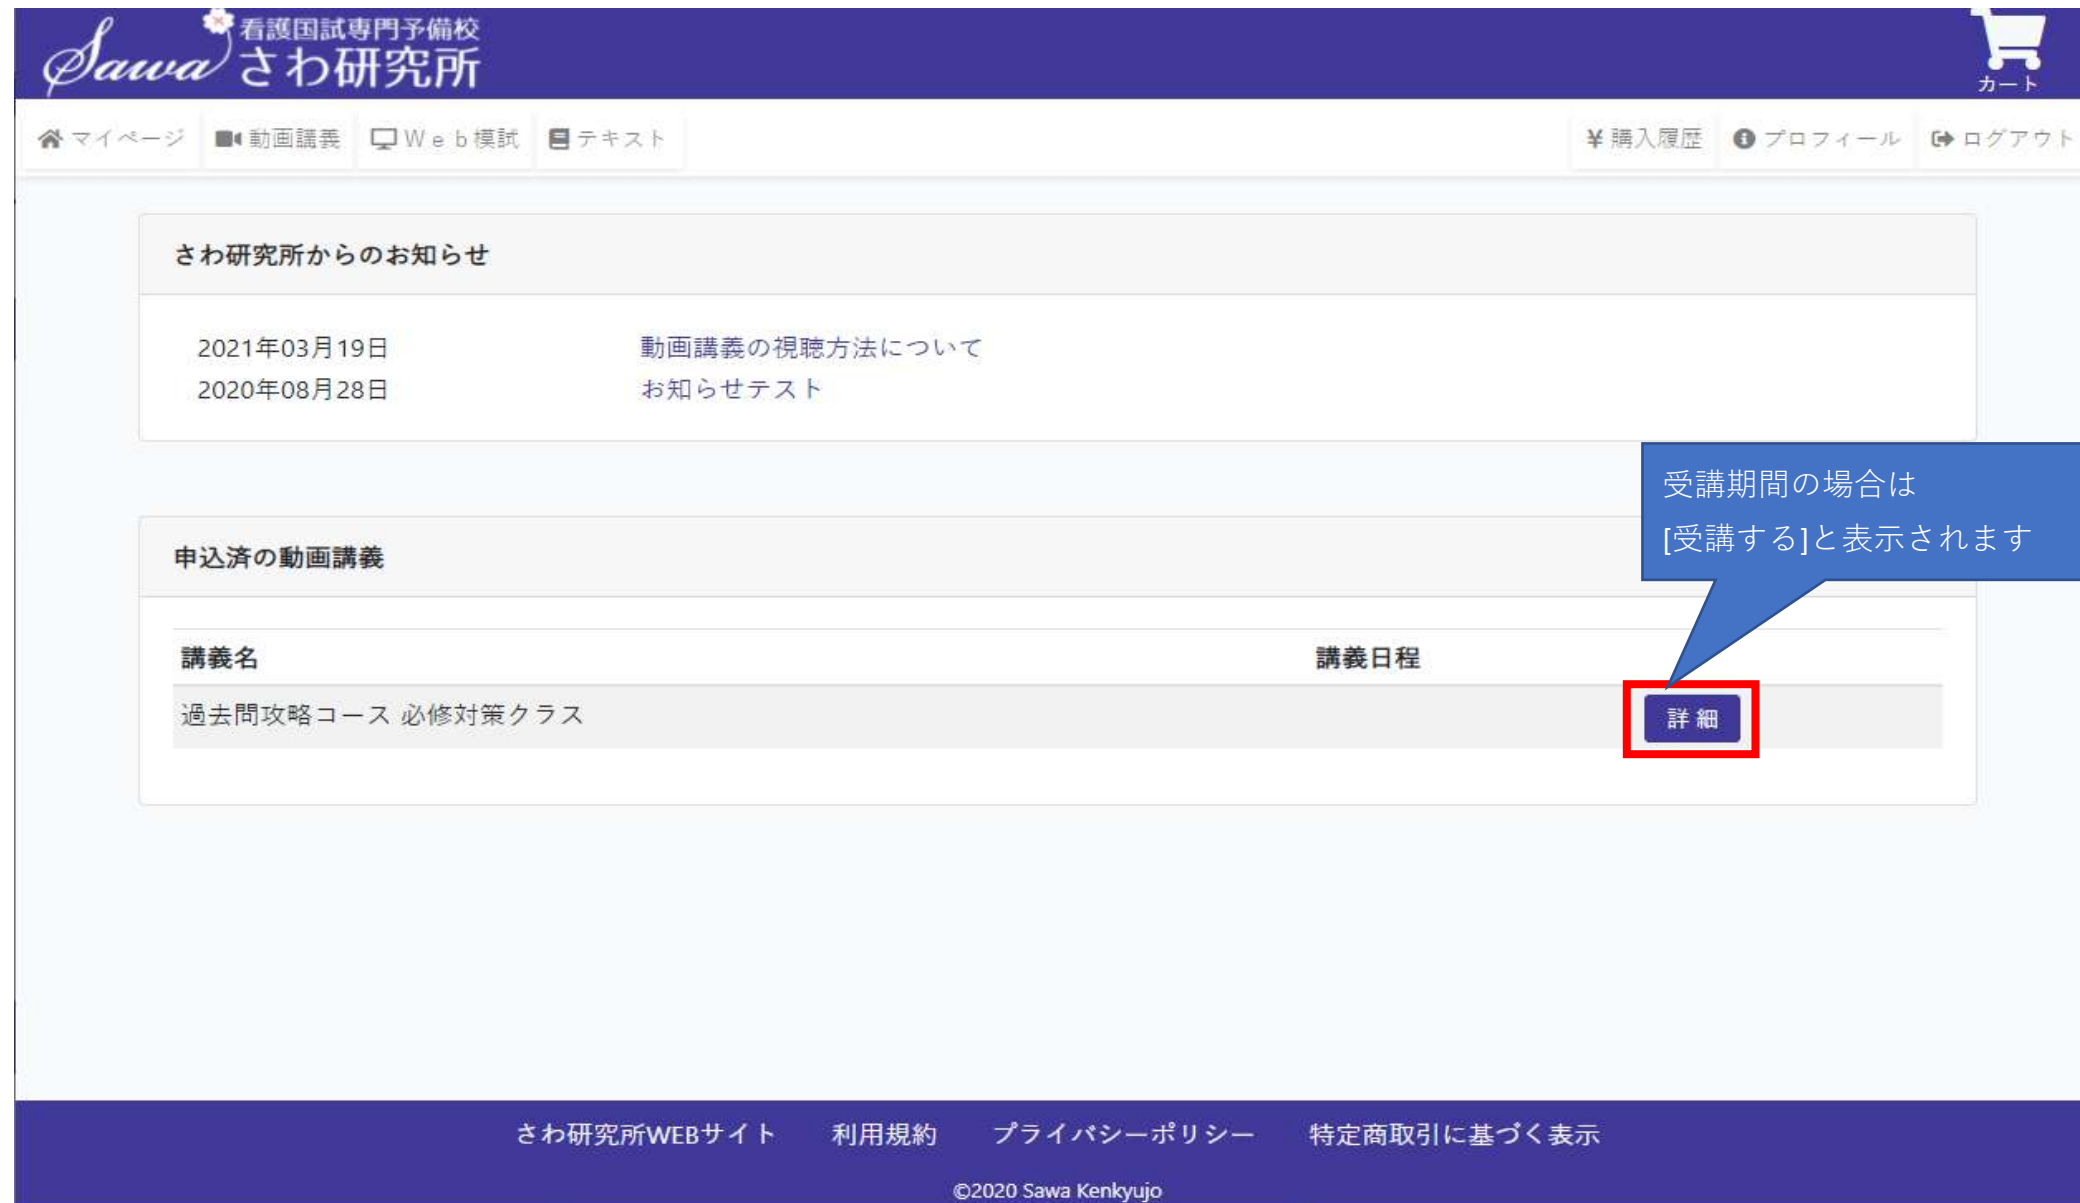 Sawa 看護国試専門予備校
さわ研究所
カート
マイページ 動画講義 Ｗｅｂ模試 テキスト ¥ 購入履歴 プロフィール ログアウト
さわ研究所からのお知らせ
2021年03月19日 動画講義の視聴方法について
2020年08月28日 お知らせテスト
受講期間の場合は
[受講する]と表示されます
申込済の動画講義
講義名 講義日程
過去問攻略コース 必修対策クラス 詳細
さわ研究所WEBサイト 利用規約 プライバシーポリシー 特定商取引に基づく表示
©2020 Sawa Kenkyujo